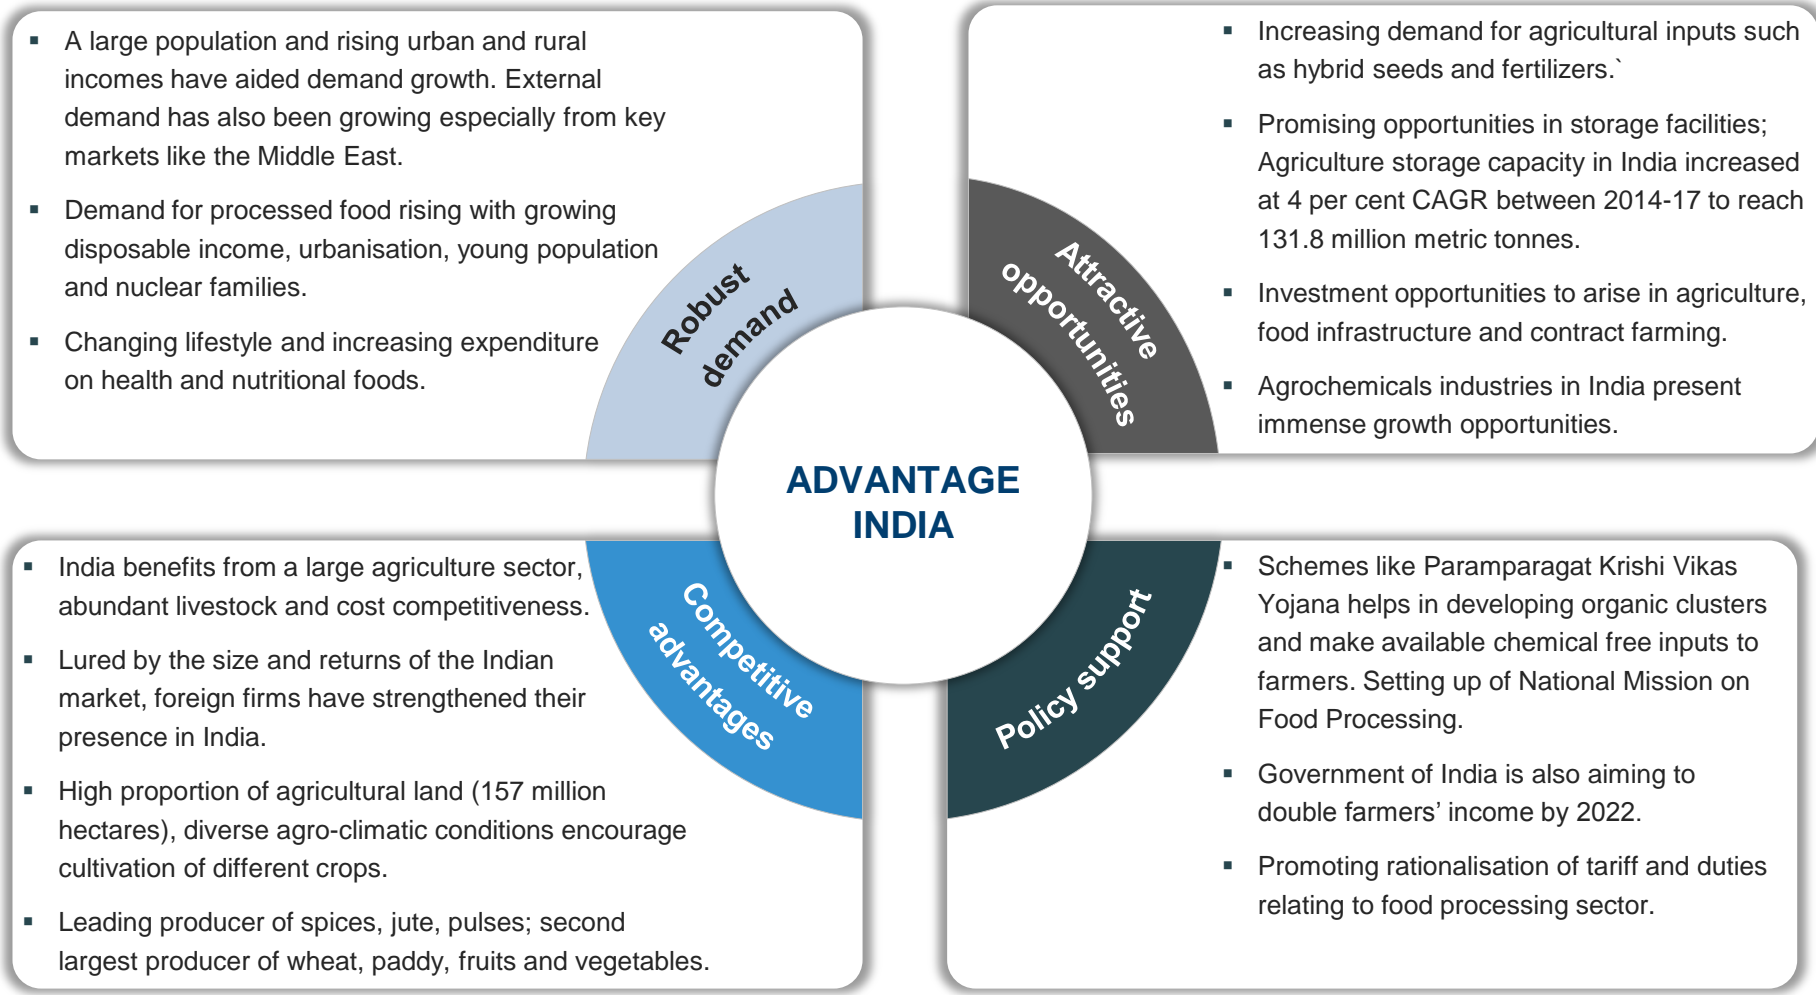 ▪ A large population and rising urban and rural
incomes have aided demand growth. External
demand has also been growing especially from key
markets like the Middle East.
▪ Demand for processed food rising with growing
disposable income, urbanisation, young population
and nuclear families.
▪ Changing lifestyle and increasing expenditure
on health and nutritional foods.
Robust
demand
▪ Increasing demand for agricultural inputs such
as hybrid seeds and fertilizers.`
▪ Promising opportunities in storage facilities;
Agriculture storage capacity in India increased
at 4 per cent CAGR between 2014-17 to reach
131.8 million metric tonnes.
▪ Investment opportunities to arise in agriculture,
food infrastructure and contract farming.
▪ Agrochemicals industries in India present
immense growth opportunities.
Attractive
opportunities
ADVANTAGE
INDIA
▪ India benefits from a large agriculture sector,
abundant livestock and cost competitiveness.
▪ Lured by the size and returns of the Indian
market, foreign firms have strengthened their
presence in India.
▪ High proportion of agricultural land (157 million
hectares), diverse agro-climatic conditions encourage
cultivation of different crops.
▪ Leading producer of spices, jute, pulses; second
largest producer of wheat, paddy, fruits and vegetables.
Competitive
advantages
▪ Schemes like Paramparagat Krishi Vikas
Yojana helps in developing organic clusters
and make available chemical free inputs to
farmers. Setting up of National Mission on
Food Processing.
▪ Government of India is also aiming to
double farmers’ income by 2022.
▪ Promoting rationalisation of tariff and duties
relating to food processing sector.
Policy support